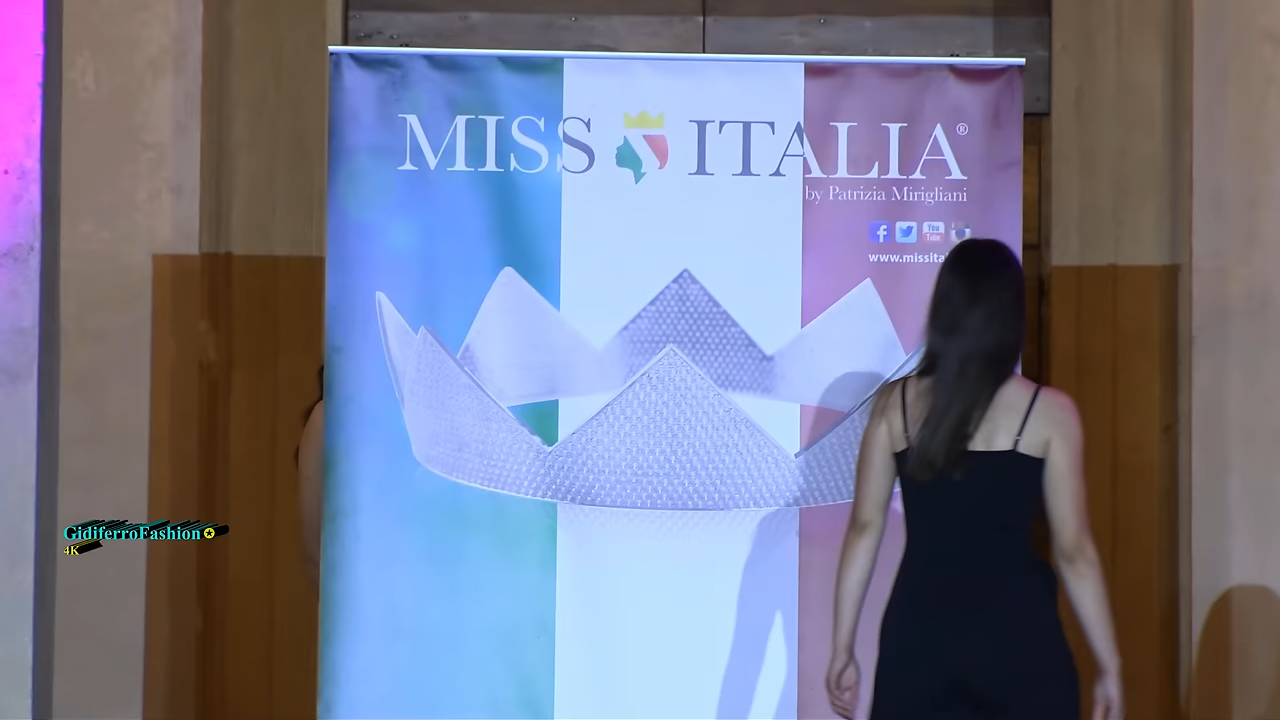 MISS ITALIA®
by Patrizia Mirigliani
You
Tube
GidiferroFashion
4K